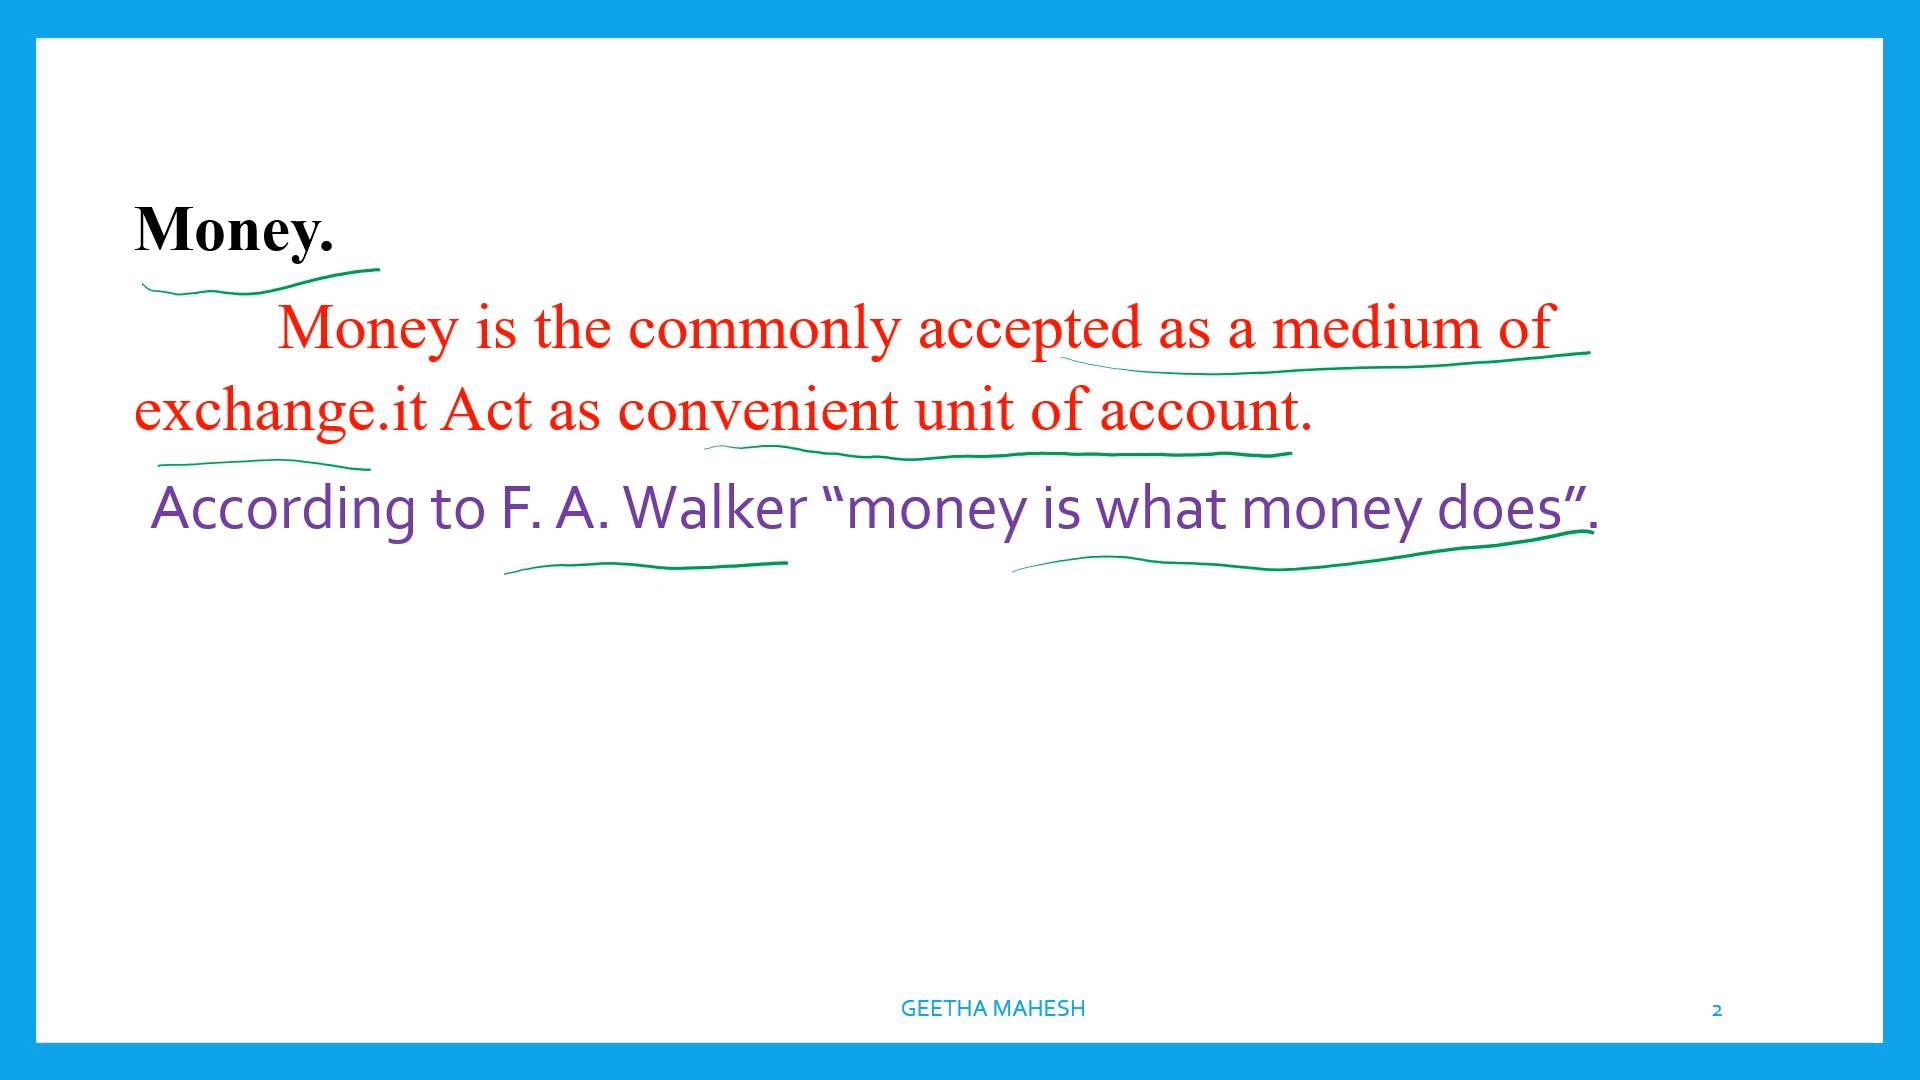 Money.
Money is the commonly accepted as a medium of
exchange.it Act as convenient unit of account.
According to F. A. Walker “money is what money does”.
GEETHA MAHESH
2